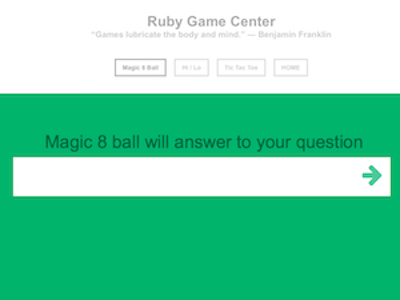 Ruby Game Center
“Games lubricate the body and mind.” — Benjamin Franklin
Magic 8 Ball Hi / Lo Tic Tac Toe HOME
Magic 8 ball will answer to your question